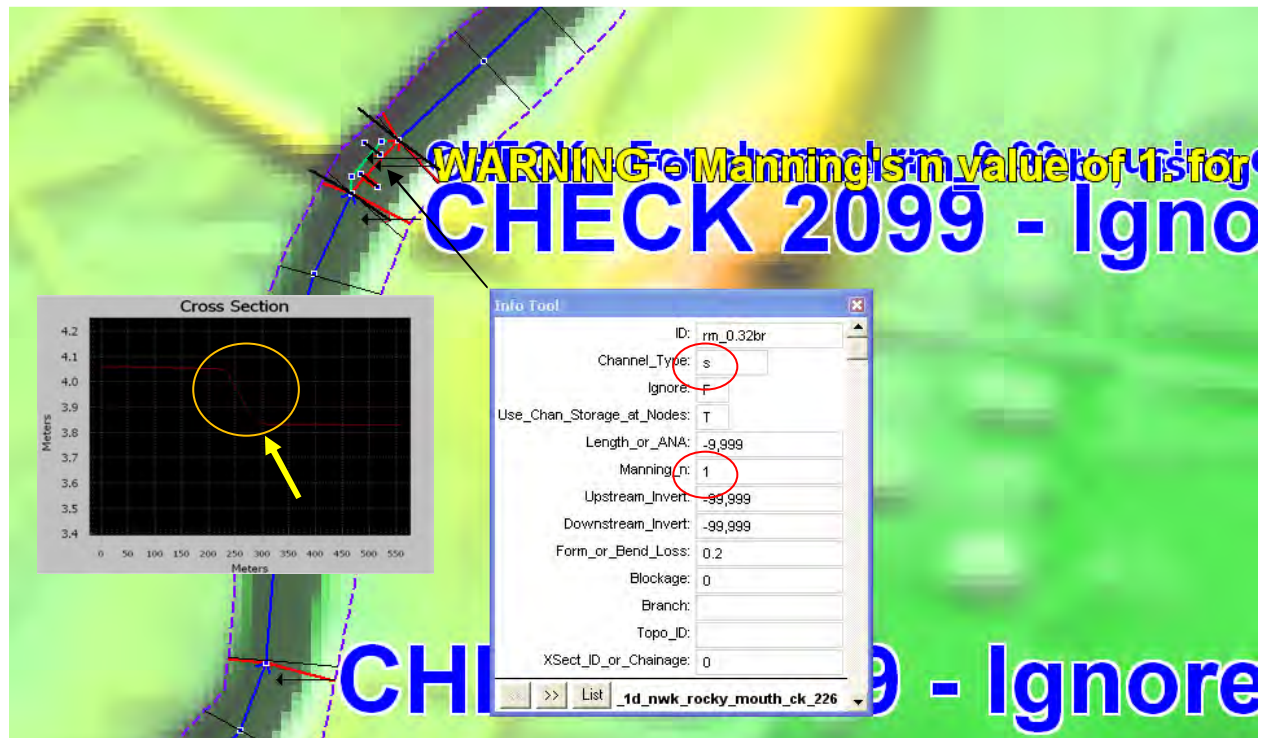 WARNING - Manning's n value of 1. for
CHECK 2099 - Igno
Cross Section
4.2
4.1
4.0
3.9
3.8
3.7
3.6
3.5
3.4
Meters
0 50 100 150 200 250 300 350 400 450 500 550
Meters
Info Tool
ID: rm_0.32br
Channel_Type: s
Ignore: F
Use_Chan_Storage_at_Nodes: T
Length_or_ANA: -9,999
Manning_n: 1
Upstream_Invert: -99,999
Downstream_Invert: -99,999
Form_or_Bend_Loss: 0.2
Blockage: 0
Branch:
Topo_ID:
XSect_ID_or_Chainage: 0
<< >> List _1d_nwk_rocky_mouth_ck_226
CH 9 - Ignore